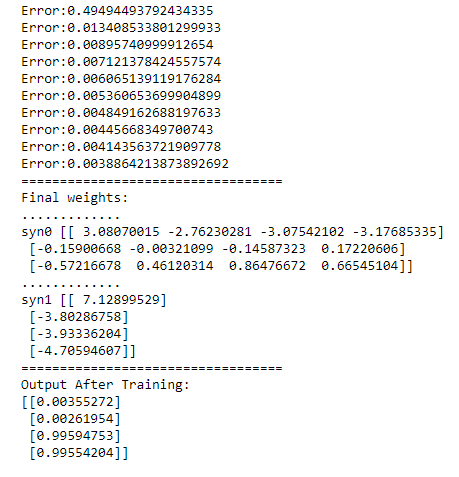 Error:0.49494493792434335
Error:0.013408533801299933
Error:0.00895740999912654
Error:0.007121378424557574
Error:0.006065139119176284
Error:0.005360653699904899
Error:0.004849162688197633
Error:0.00445668349700743
Error:0.004143563721909778
Error:0.0038864213873892692
==================================
Final weights:
.............
syn0 [[ 3.08070015 -2.76230281 -3.07542102 -3.17685335]
[-0.15900668 -0.00321099 -0.14587323 0.17220606]
[-0.57216678 0.46120314 0.86476672 0.66545104]]
.............
syn1 [[ 7.12899529]
[-3.80286758]
[-3.93336204]
[-4.70594607]]
==================================
Output After Training:
[[0.00355272]
[0.00261954]
[0.99594753]
[0.99554204]]